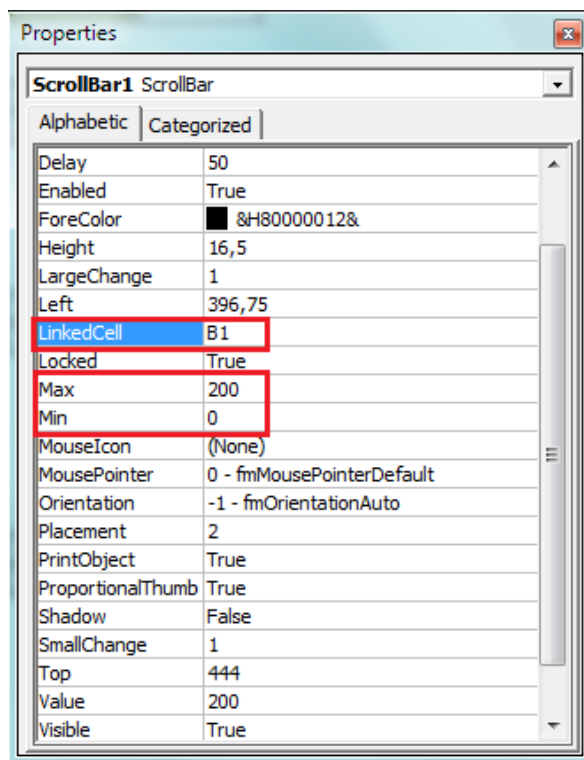 Properties
ScrollBar1 ScrollBar
Alphabetic Categorized
Delay 50
Enabled True
ForeColor &H80000012&
Height 16,5
LargeChange 1
Left 396,75
LinkedCell B1
Locked True
Max 200
Min 0
MouseIcon (None)
MousePointer 0 - fmMousePointerDefault
Orientation -1 - fmOrientationAuto
Placement 2
PrintObject True
ProportionalThumb True
Shadow False
SmallChange 1
Top 444
Value 200
Visible True